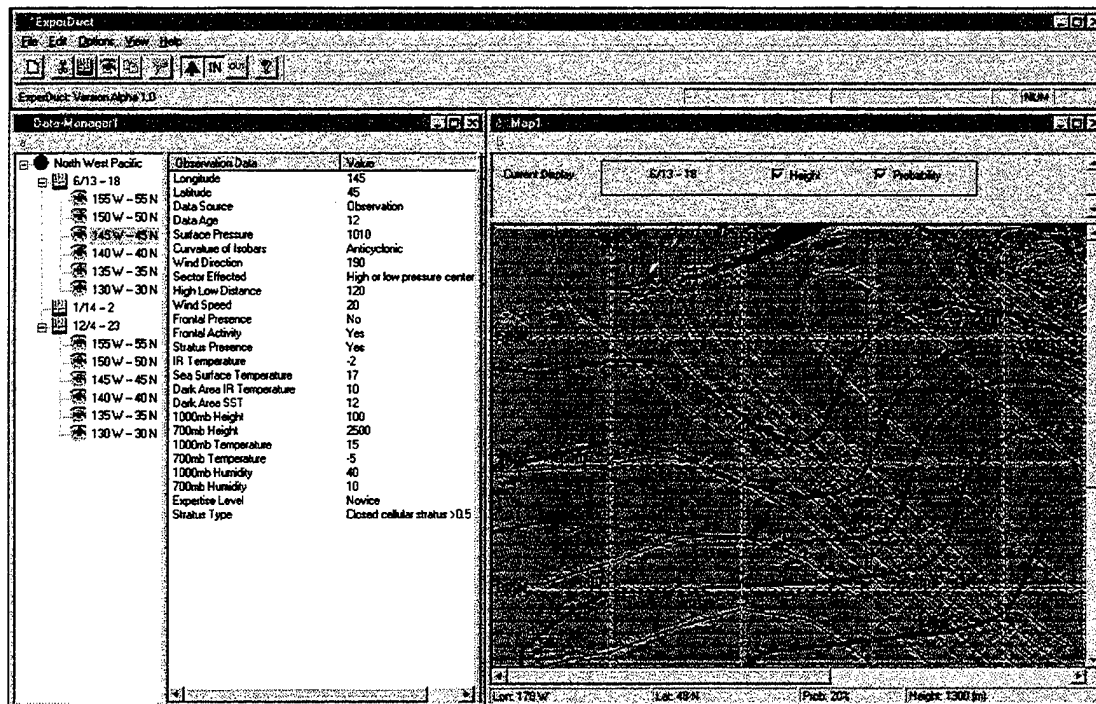 ExperDuct
File Edit Options View Help
IN OUT ?
ExperDuct: Version Alpha 1.0 NUM
Data-Manager1
North West Pacific
6/13 - 18
155 W - 55 N
150 W - 50 N
145 W - 45 N
140 W - 40 N
135 W - 35 N
130 W - 30 N
1/14 - 2
12/4 - 23
155 W - 55 N
150 W - 50 N
145 W - 45 N
140 W - 40 N
135 W - 35 N
130 W - 30 N
Observation Data Value
Longitude 145
Latitude 45
Data Source Observation
Data Age 12
Surface Pressure 1010
Curvature of Isobars Anticyclonic
Wind Direction 190
Sector Effected High or low pressure center
High Low Distance 120
Wind Speed 20
Frontal Presence No
Frontal Activity Yes
Stratus Presence Yes
IR Temperature -2
Sea Surface Temperature 17
Dark Area IR Temperature 10
Dark Area SST 12
1000mb Height 100
700mb Height 2500
1000mb Temperature 15
700mb Temperature -5
1000mb Humidity 40
700mb Humidity 10
Expertise Level Novice
Stratus Type Closed cellular stratus >0.5
Map1
Current Display 6/13 - 18 Height Probability
Lon: 178 W Lat: 48 N Prob: 20% Height: 1300 (m)